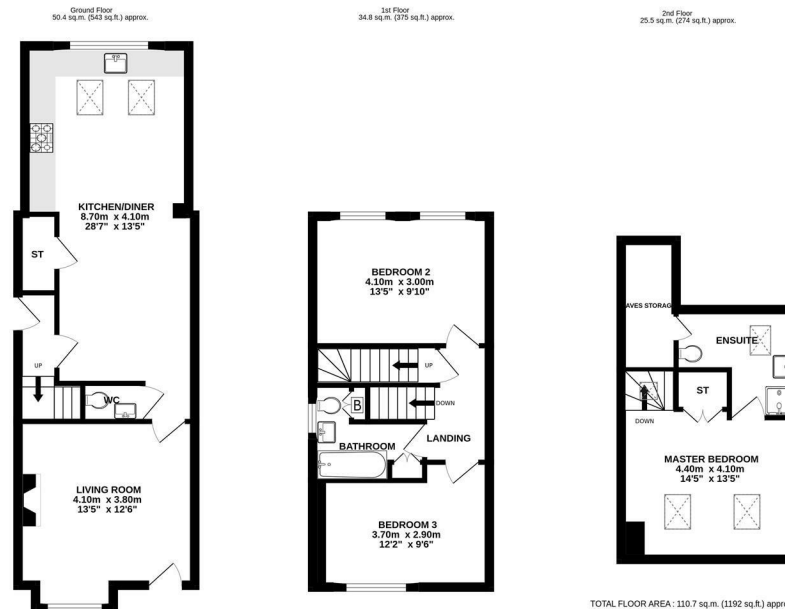 Ground Floor
50.4 sq.m. (543 sq.ft.) approx.
KITCHEN/DINER
8.70m x 4.10m
28'7" x 13'5"
ST
UP
WC
LIVING ROOM
4.10m x 3.80m
13'5" x 12'6"
1st Floor
34.8 sq.m. (375 sq.ft.) approx.
BEDROOM 2
4.10m x 3.00m
13'5" x 9'10"
UP
B
DOWN
BATHROOM
LANDING
BEDROOM 3
3.70m x 2.90m
12'2" x 9'6"
2nd Floor
25.5 sq.m. (274 sq.ft.) approx.
AVES STORAG
ENSUITE
ST
DOWN
MASTER BEDROOM
4.40m x 4.10m
14'5" x 13'5"
TOTAL FLOOR AREA : 110.7 sq.m. (1192 sq.ft.) appro